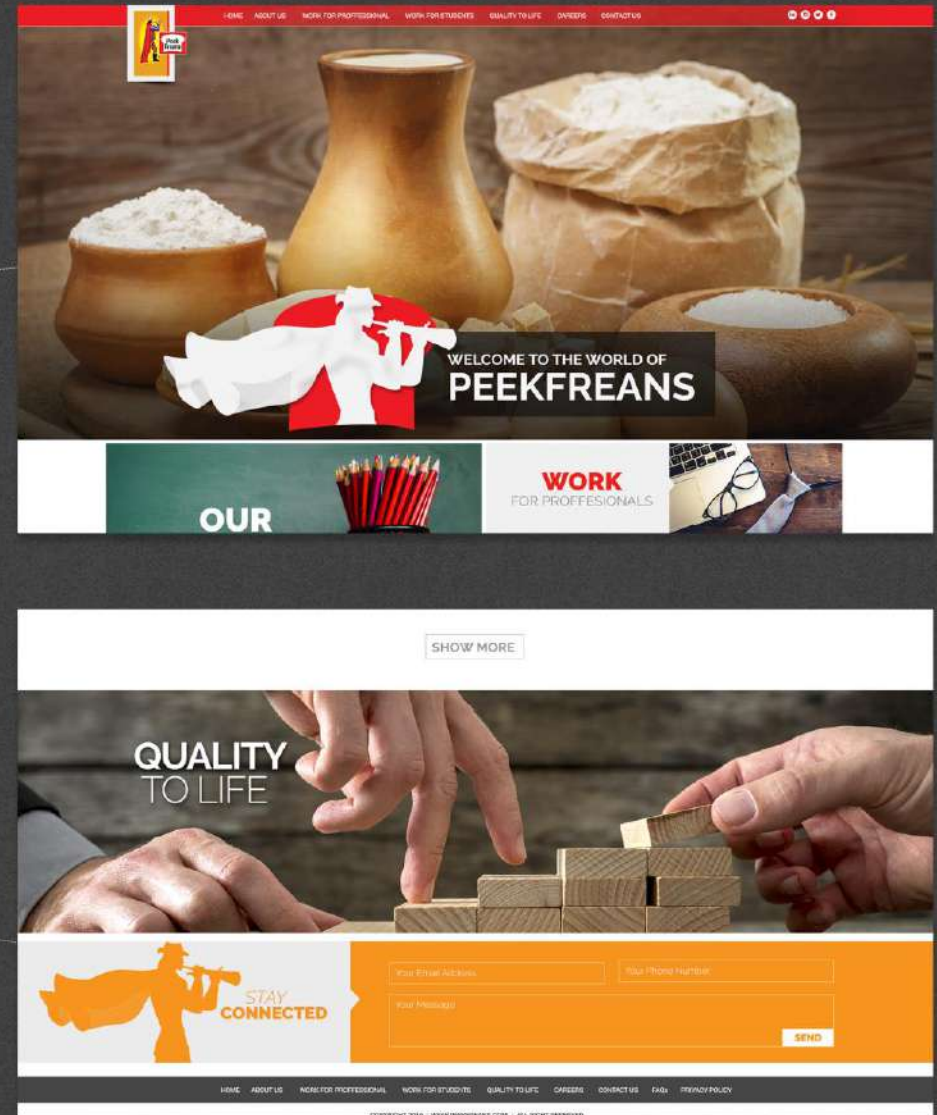 HOME ABOUT US WORK FOR PROFFESSIONAL WORK FOR STUDENTS QUALITY TO LIFE CAREERS CONTACT US
Peek
Freans
WELCOME TO THE WORLD OF
PEEKFREANS
OUR
WORK
FOR PROFFESIONALS
SHOW MORE
QUALITY
TO LIFE
STAY
CONNECTED
Your Email Address
Your Phone Number
Your Message
SEND
HOME ABOUT US WORK FOR PROFFESSIONAL WORK FOR STUDENTS QUALITY TO LIFE CAREERS CONTACT US FAQs PRIVACY POLICY